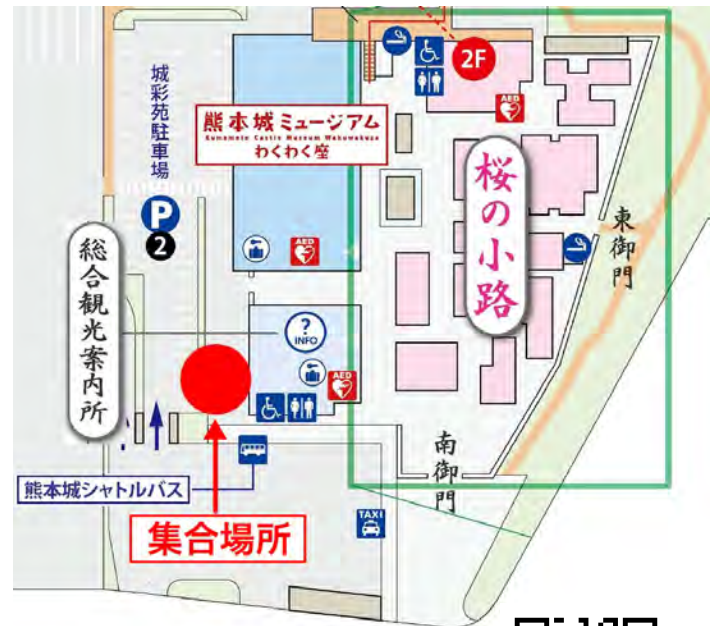 城彩苑駐車場
P
2
熊本城ミュージアム
Kumamoto Castle Museum Wakuwakuza
わくわく座
2F
AED
桜の小路
東御門
総合観光案内所
AED
?
INFO
AED
南御門
熊本城シャトルバス
集合場所
TAXI